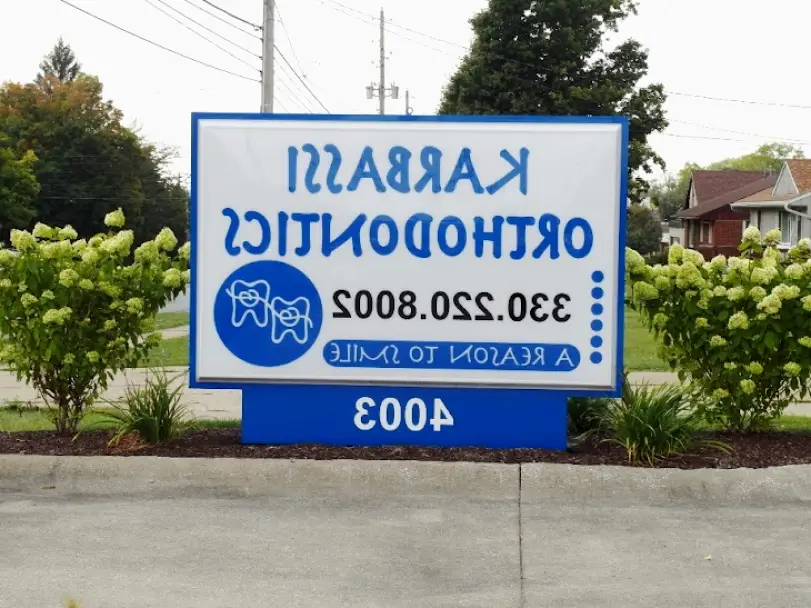 KARBASSI
ORTHODONTICS
330.220.8002
A REASON TO SMILE
4003